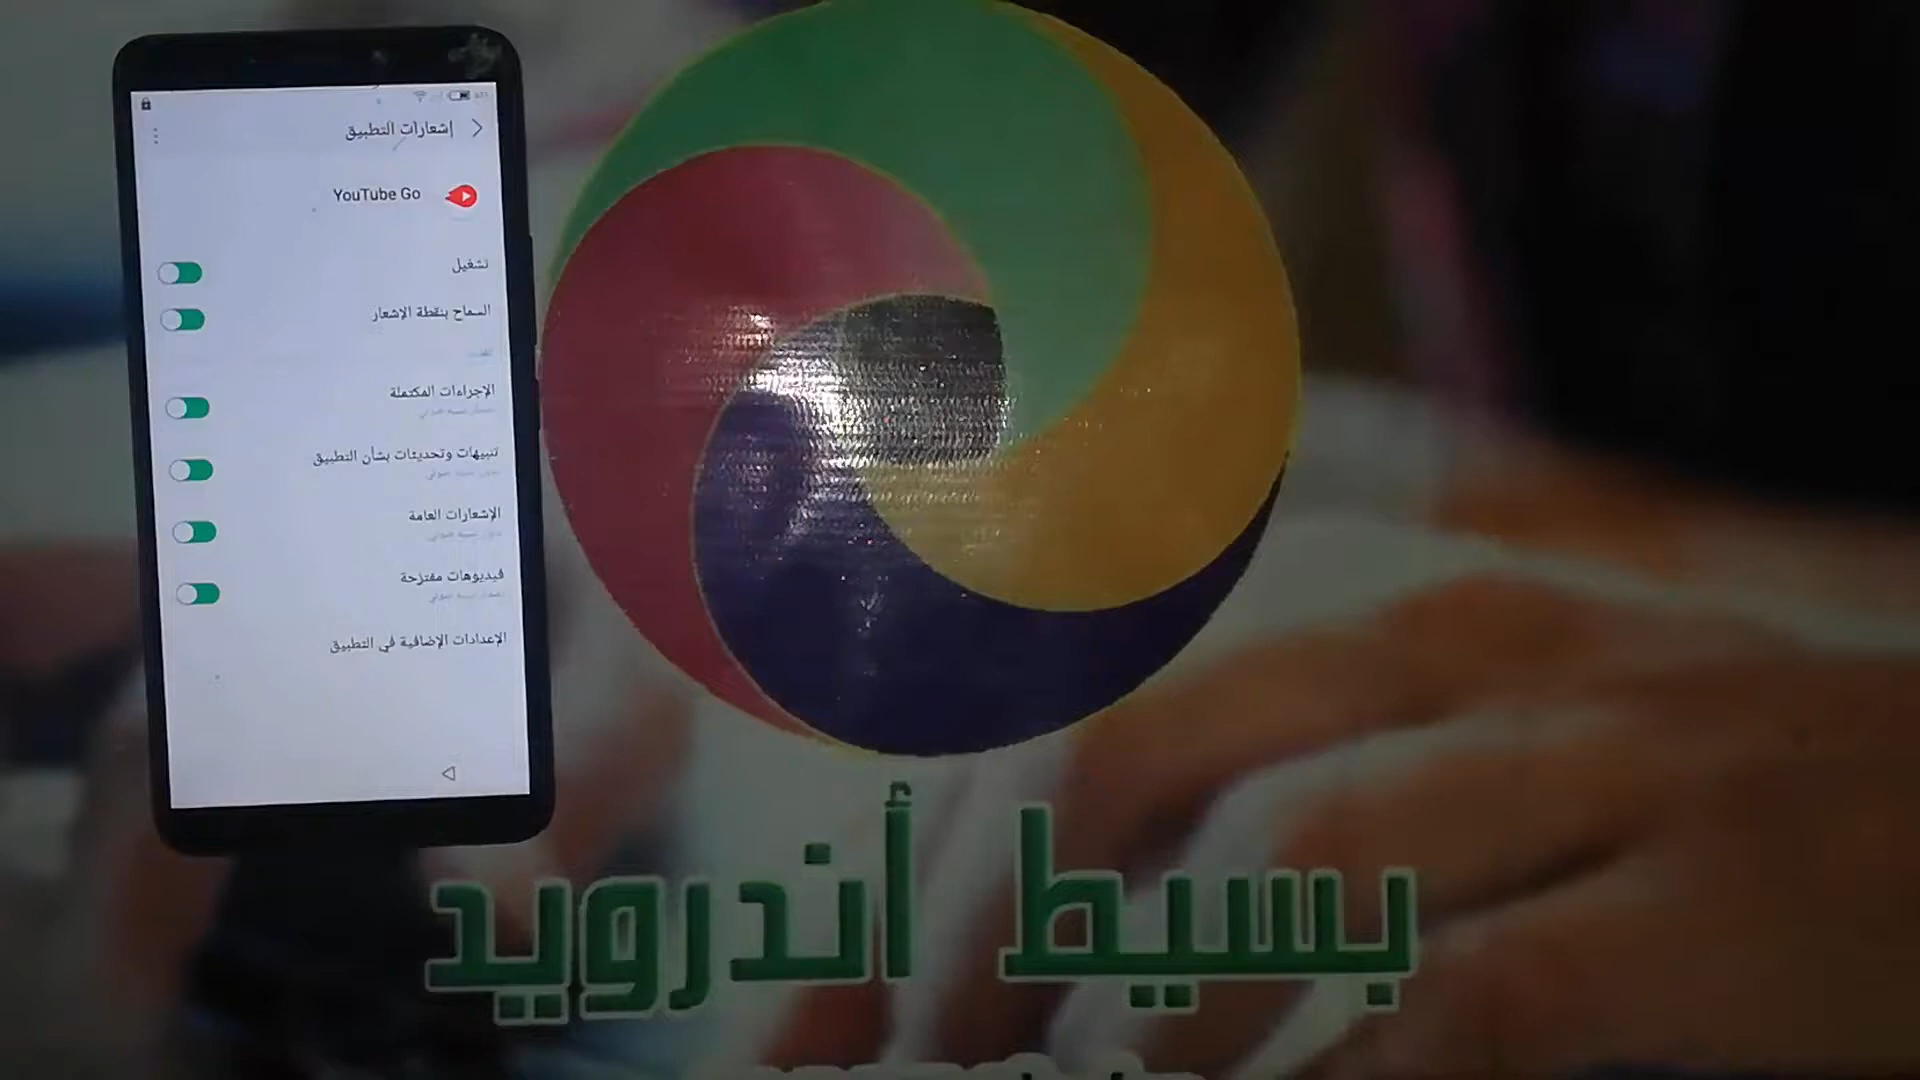 إشعارات التطبيق
YouTube Go
تشغيل
السماح بنقطة الإشعار
الإجراءات المكتملة
تنبيهات وتحديثات بشأن التطبيق
الإشعارات العامة
فيديوهات مقترحة
الإعدادات الإضافية في التطبيق
بسيط أندرويد